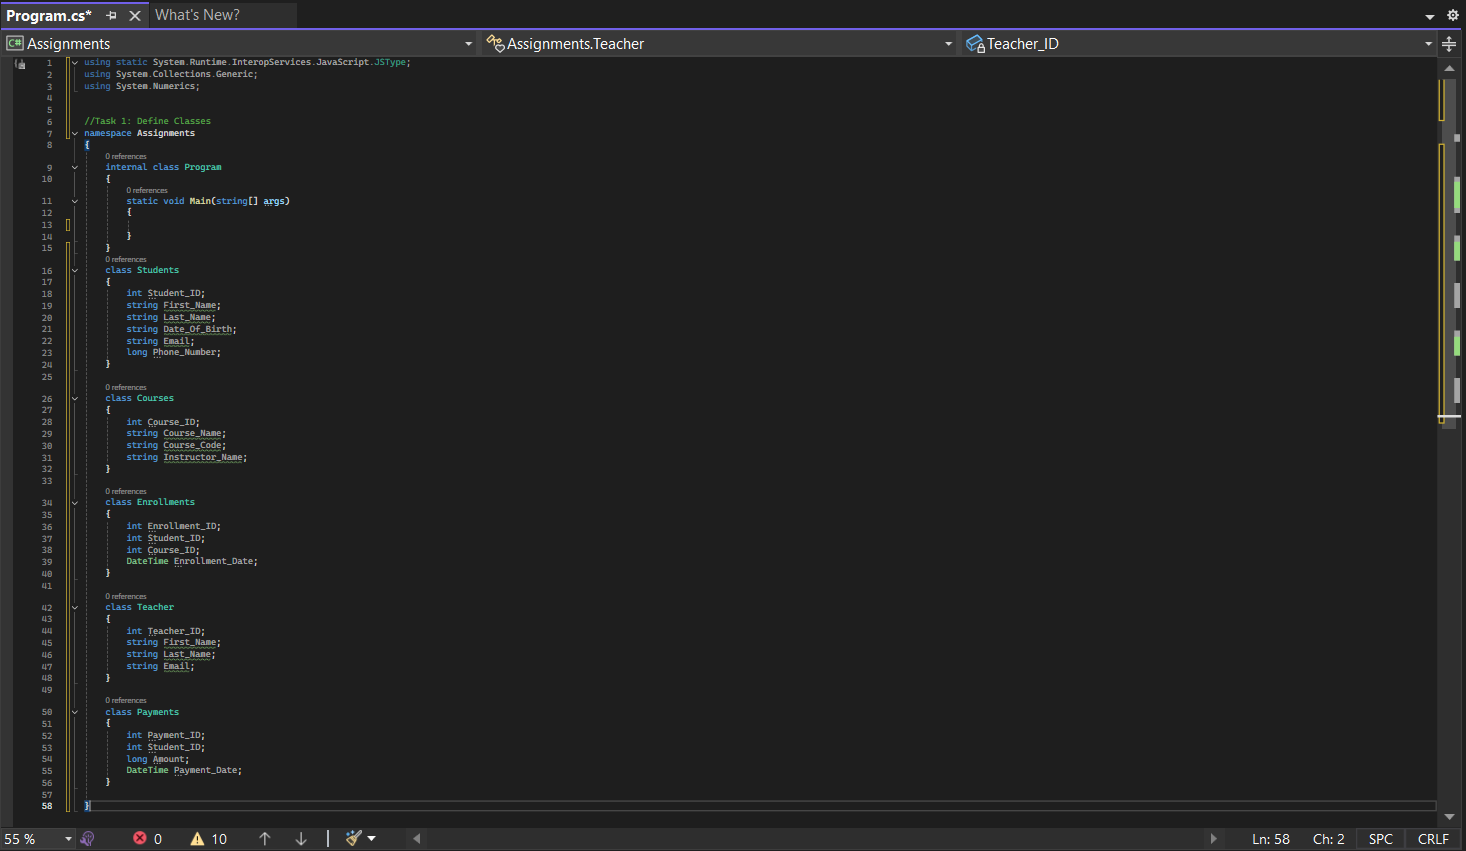 Program.cs* What's New?
C# Assignments Assignments.Teacher Teacher_ID
1 using static System.Runtime.InteropServices.JavaScript.JSType;
2 using System.Collections.Generic;
3 using System.Numerics;
4
5
6 //Task 1: Define Classes
7 namespace Assignments
8 {
0 references
9 internal class Program
10 {
0 references
11 static void Main(string[] args)
12 {
13
14 }
15 }
0 references
16 class Students
17 {
18 int Student_ID;
19 string First_Name;
20 string Last_Name;
21 string Date_Of_Birth;
22 string Email;
23 long Phone_Number;
24 }
25
0 references
26 class Courses
27 {
28 int Course_ID;
29 string Course_Name;
30 string Course_Code;
31 string Instructor_Name;
32 }
33
0 references
34 class Enrollments
35 {
36 int Enrollment_ID;
37 int Student_ID;
38 int Course_ID;
39 DateTime Enrollment_Date;
40 }
41
0 references
42 class Teacher
43 {
44 int Teacher_ID;
45 string First_Name;
46 string Last_Name;
47 string Email;
48 }
49
0 references
50 class Payments
51 {
52 int Payment_ID;
53 int Student_ID;
54 long Amount;
55 DateTime Payment_Date;
56 }
57
58 }
55 % 0 10 Ln: 58 Ch: 2 SPC CRLF